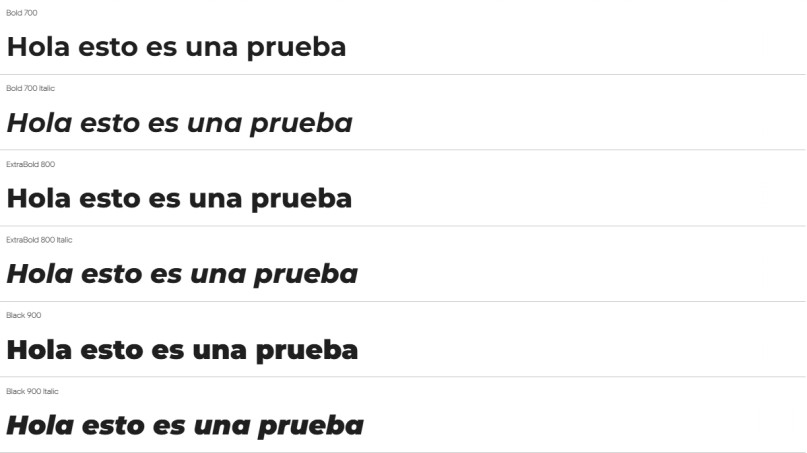 Bold 700
Hola esto es una prueba
Bold 700 Italic
Hola esto es una prueba
ExtraBold 800
Hola esto es una prueba
ExtraBold 800 Italic
Hola esto es una prueba
Black 900
Hola esto es una prueba
Black 900 Italic
Hola esto es una prueba